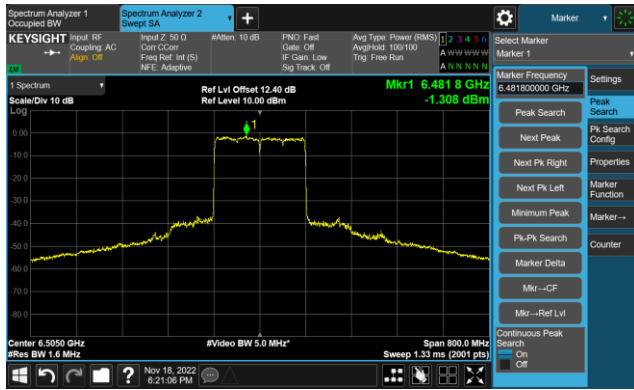 Spectrum Analyzer 1
Occupied BW
Spectrum Analyzer 2
Swept SA
Marker
KEYSIGHT
Input: RF
Coupling: AC
Align: Off
Input Z: 50 Ω
Corr CCorr
Freq Ref: Int (S)
NFE: Adaptive
#Atten: 10 dB
PNO: Fast
Gate: Off
IF Gain: Low
Sig Track: Off
Avg Type: Power (RMS)
Avg|Hold: 100/100
Trig: Free Run
1 2 3 4 5 6
A W W W W W
A N N N N N
Select Marker
Marker 1
1 Spectrum
Scale/Div 10 dB
Log
Ref Lvl Offset 12.40 dB
Ref Level 10.00 dBm
Mkr1 6.481 8 GHz
-1.308 dBm
1
0.00
-10.0
-20.0
-30.0
-40.0
-50.0
-60.0
-70.0
-80.0
Center 6.5050 GHz
#Res BW 1.6 MHz
#Video BW 5.0 MHz*
Span 800.0 MHz
Sweep 1.33 ms (2001 pts)
Marker Frequency
6.481800000 GHz
Peak Search
Next Peak
Next Pk Right
Next Pk Left
Minimum Peak
Pk-Pk Search
Marker Delta
Mkr→CF
Mkr→Ref Lvl
Continuous Peak
Search
On
Off
Settings
Peak
Search
Pk Search
Config
Properties
Marker
Function
Marker→
Counter
?
Nov 18, 2022
6:21:06 PM